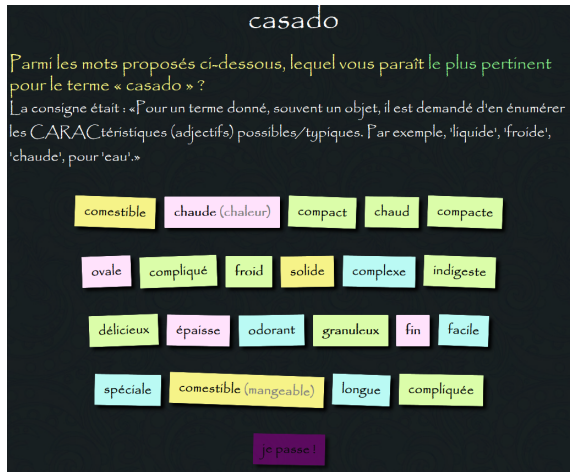 casado
Parmi les mots proposés ci-dessous, lequel vous paraît le plus pertinent
pour le terme « casado » ?
La consigne était : «Pour un terme donné, souvent un objet, il est demandé d'en énumérer
les CARACtéristiques (adjectifs) possibles/typiques. Par exemple, 'liquide', 'froide',
'chaude', pour 'eau'.»
comestible chaude (chaleur) compact chaud compacte
ovale compliqué froid solide complexe indigeste
délicieux épaisse odorant granuleux fin facile
spéciale comestible (mangeable) longue compliquée
je passe !